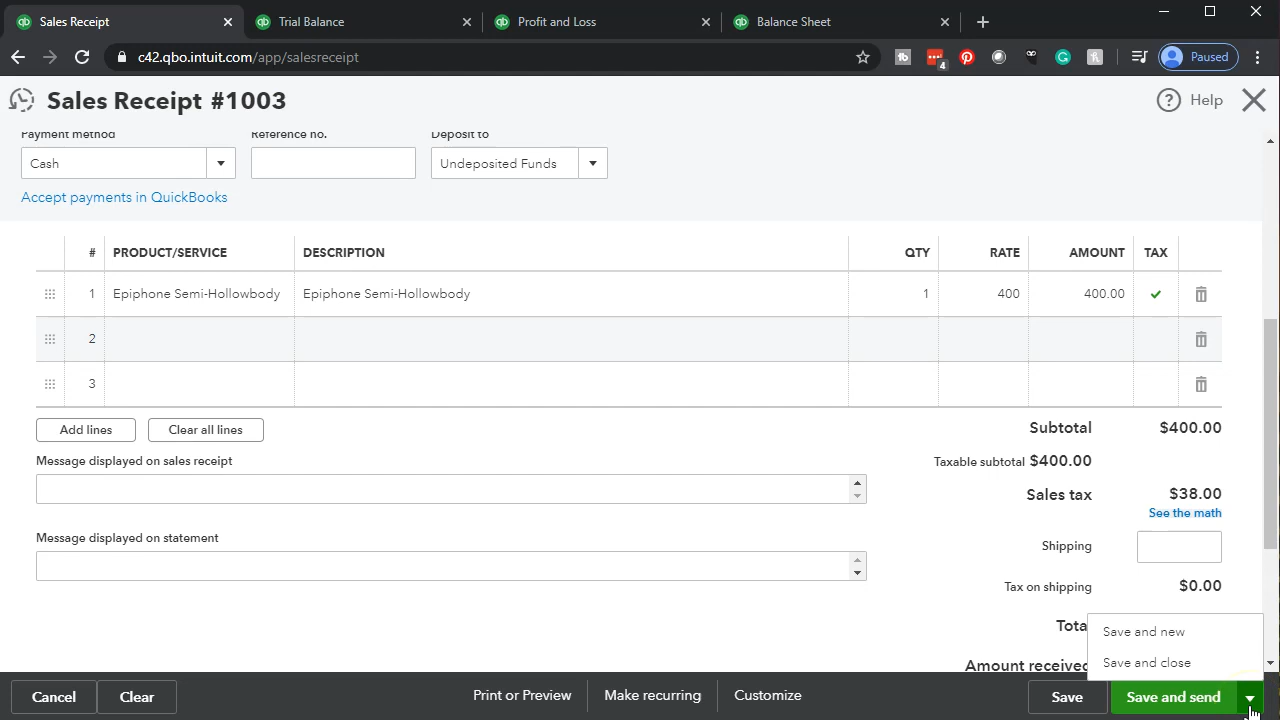 Sales Receipt
Trial Balance
Profit and Loss
Balance Sheet
c42.qbo.intuit.com/app/salesreceipt
4
Paused
Sales Receipt #1003
Help
Payment method
Reference no.
Deposit to
Cash
Undeposited Funds
Accept payments in QuickBooks
# PRODUCT/SERVICE DESCRIPTION QTY RATE AMOUNT TAX
1 Epiphone Semi-Hollowbody Epiphone Semi-Hollowbody 1 400 400.00
2
3
Add lines
Clear all lines
Subtotal $400.00
Message displayed on sales receipt
Taxable subtotal $400.00
Sales tax $38.00
See the math
Message displayed on statement
Shipping
Tax on shipping $0.00
Tota
Save and new
Save and close
Amount received
Cancel
Clear
Print or Preview
Make recurring
Customize
Save
Save and send